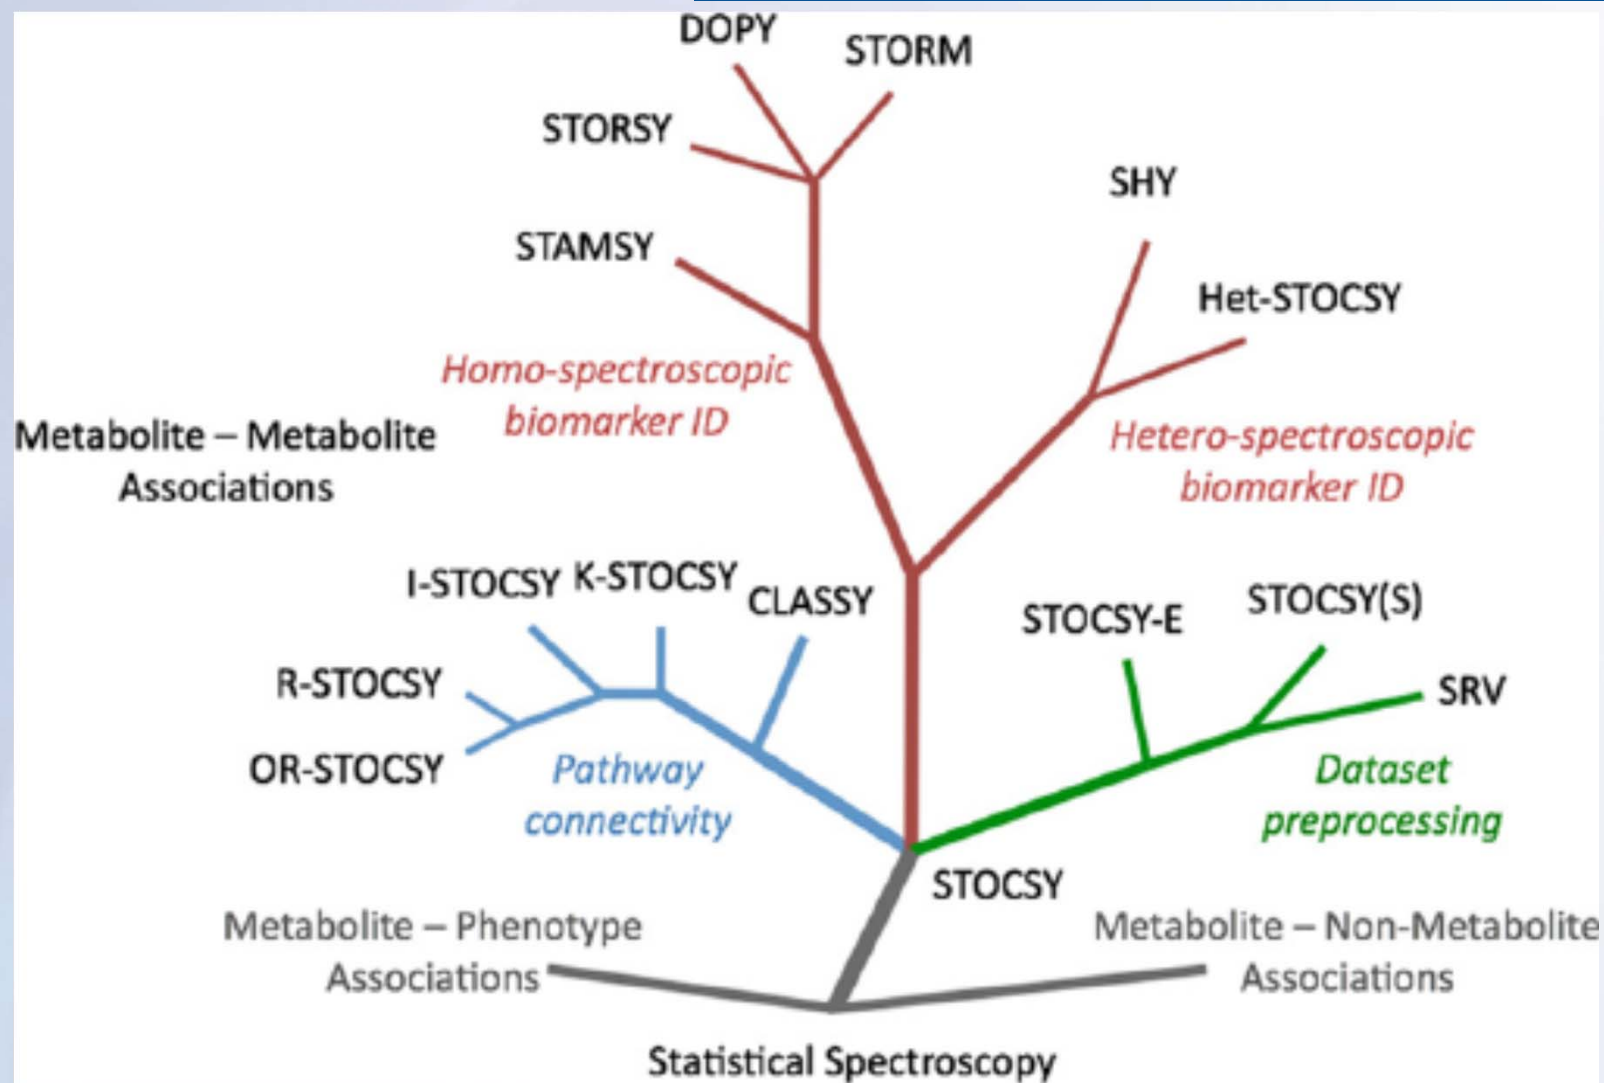 DOPY
STORM
STORSY
SHY
STAMSY
Het-STOCSY
Homo-spectroscopic
biomarker ID
Metabolite – Metabolite
Associations
Hetero-spectroscopic
biomarker ID
I-STOCSY
K-STOCSY
CLASSY
STOCSY-E
STOCSY(S)
R-STOCSY
SRV
OR-STOCSY
Pathway
connectivity
Dataset
preprocessing
STOCSY
Metabolite – Phenotype
Associations
Metabolite – Non-Metabolite
Associations
Statistical Spectroscopy